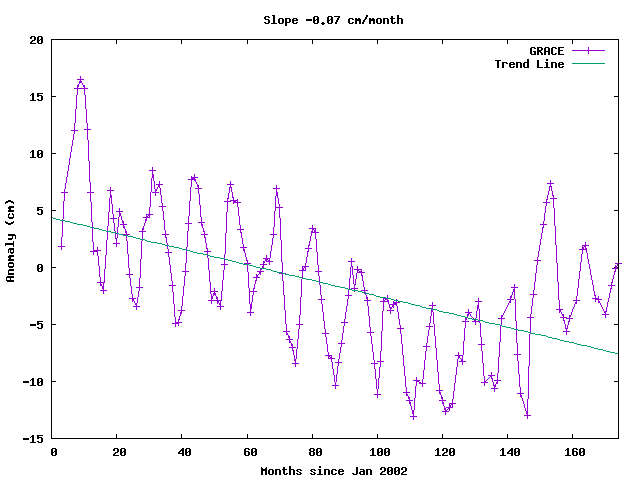 Slope -0.07 cm/month
GRACE
Trend Line
20
15
10
5
0
-5
-10
-15
Anomaly (cm)
0 20 40 60 80 100 120 140 160
Months since Jan 2002